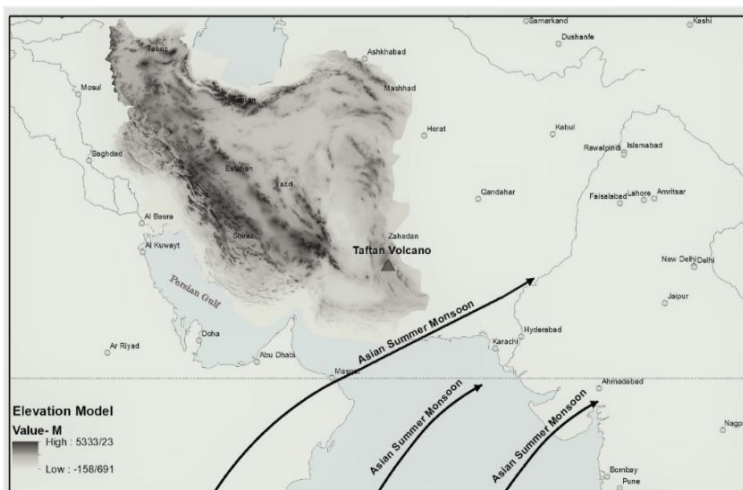 Samarkand
Kashi
Dushanfe
Ashkhabad
Tabriz
Mashhad
Mosul
Herat
Kabul
Rawalpindi
Islamabad
Baghdad
Esfahan
Yazd
Qandahar
Faisalabad
Lahore
Amritsar
Al Basra
Shiraz
Zahedan
Al Kuwayt
Taftan Volcano
New Delhi
Delhi
Persian Gulf
Jaipur
Asian Summer Monsoon
Hyderabad
Karachi
Doha
Ar Riyad
Abu Dhabi
Masqat
Ahmadabad
Asian Summer Monsoon
Asian Summer Monsoon
Elevation Model
Value- M
High : 5333/23
Low : -158/691
Nagp
Bombay
Pune